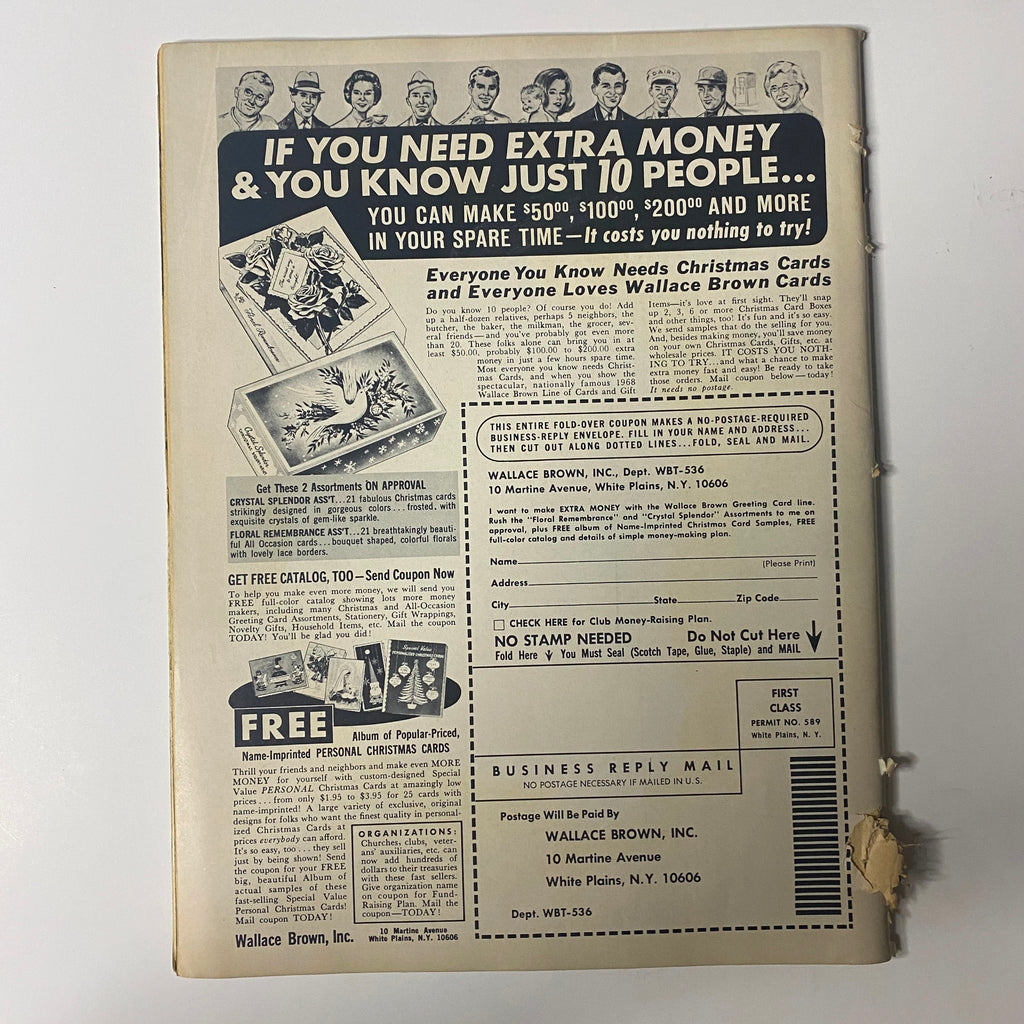 DAIRY
IF YOU NEED EXTRA MONEY
& YOU KNOW JUST 10 PEOPLE...
YOU CAN MAKE $50⁰⁰, $100⁰⁰, $200⁰⁰ AND MORE
IN YOUR SPARE TIME—It costs you nothing to try!
Everyone You Know Needs Christmas Cards
and Everyone Loves Wallace Brown Cards
Do you know 10 people? Of course you do! Add
up a half-dozen relatives, perhaps 5 neighbors, the
butcher, the baker, the milkman, the grocer, sev-
eral friends—and you've probably got even more
than 20. These folks alone can bring you in at
least $50.00, probably $100.00 to $200.00 extra
money in just a few hours spare time.
Most everyone you know needs Christ-
mas Cards, and when you show the
spectacular, nationally famous 1968
Wallace Brown Line of Cards and Gift
Items—it's love at first sight. They'll snap
up 2, 3, 6 or more Christmas Card Boxes
and other things, too! It's fun and it's so easy.
We send samples that do the selling for you.
And, besides making money, you'll save money
on your own Christmas Cards, Gifts, etc. at
wholesale prices. IT COSTS YOU NOTH-
ING TO TRY...and what a chance to make
extra money fast and easy! Be ready to take
those orders. Mail coupon below—today!
It needs no postage.
Floral Remembrance
Crystal Splendor
Get These 2 Assortments ON APPROVAL
CRYSTAL SPLENDOR ASS'T...21 fabulous Christmas cards
strikingly designed in gorgeous colors...frosted, with
exquisite crystals of gem-like sparkle.
FLORAL REMEMBRANCE ASS'T...21 breathtakingly beauti-
ful All Occasion cards...bouquet shaped, colorful florals
with lovely lace borders.
GET FREE CATALOG, TOO—Send Coupon Now
To help you make even more money, we will send you
FREE full-color catalog showing lots more money
makers, including many Christmas and All-Occasion
Greeting Card Assortments, Stationery, Gift Wrappings,
Novelty Gifts, Household Items, etc. Mail the coupon
TODAY! You'll be glad you did!
Special Value
PERSONALIZED CHRISTMAS CARDS
FREE
Album of Popular-Priced,
Name-Imprinted PERSONAL CHRISTMAS CARDS
Thrill your friends and neighbors and make even MORE
MONEY for yourself with custom-designed Special
Value PERSONAL Christmas Cards at amazingly low
prices...from only $1.95 to $3.95 for 25 cards with
name-imprinted! A large variety of exclusive, original
designs for folks who want the finest quality in personal-
ized Christmas Cards at
prices everybody can afford.
It's so easy, too...they sell
just by being shown! Send
the coupon for your FREE
big, beautiful Album of
actual samples of these
fast-selling Special Value
Personal Christmas Cards!
Mail coupon TODAY!
ORGANIZATIONS:
Churches, clubs, veter-
ans' auxiliaries, etc. can
now add hundreds of
dollars to their treasuries
with these fast sellers.
Give organization name
on coupon for Fund-
Raising Plan. Mail the
coupon—TODAY!
Wallace Brown, Inc.
10 Martine Avenue
White Plains, N.Y. 10606
THIS ENTIRE FOLD-OVER COUPON MAKES A NO-POSTAGE-REQUIRED
BUSINESS-REPLY ENVELOPE. FILL IN YOUR NAME AND ADDRESS...
THEN CUT OUT ALONG DOTTED LINES...FOLD, SEAL AND MAIL.
WALLACE BROWN, INC., Dept. WBT-536
10 Martine Avenue, White Plains, N.Y. 10606
I want to make EXTRA MONEY with the Wallace Brown Greeting Card line.
Rush the "Floral Remembrance" and "Crystal Splendor" Assortments to me on
approval, plus FREE album of Name-Imprinted Christmas Card Samples, FREE
full-color catalog and details of simple money-making plan.
Name
(Please Print)
Address
City State Zip Code
CHECK HERE for Club Money-Raising Plan.
NO STAMP NEEDED Do Not Cut Here
Fold Here You Must Seal (Scotch Tape, Glue, Staple) and MAIL
FIRST
CLASS
PERMIT NO. 589
White Plains, N. Y.
BUSINESS REPLY MAIL
NO POSTAGE NECESSARY IF MAILED IN U.S.
Postage Will Be Paid By
WALLACE BROWN, INC.
10 Martine Avenue
White Plains, N.Y. 10606
Dept. WBT-536